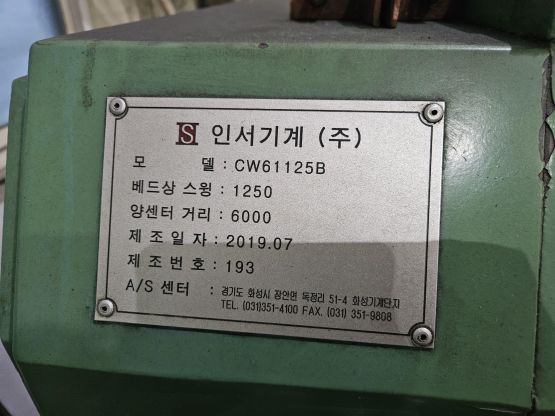 IS 인서기계 (주)
모 델 : CW61125B
베드상 스윙 : 1250
양센터 거리 : 6000
제 조 일 자 : 2019.07
제 조 번 호 : 193
A/S 센터 : 경기도 화성시 장안면 독정리 51-4 화성기계단지
TEL. (031)351-4100 FAX. (031) 351-9808